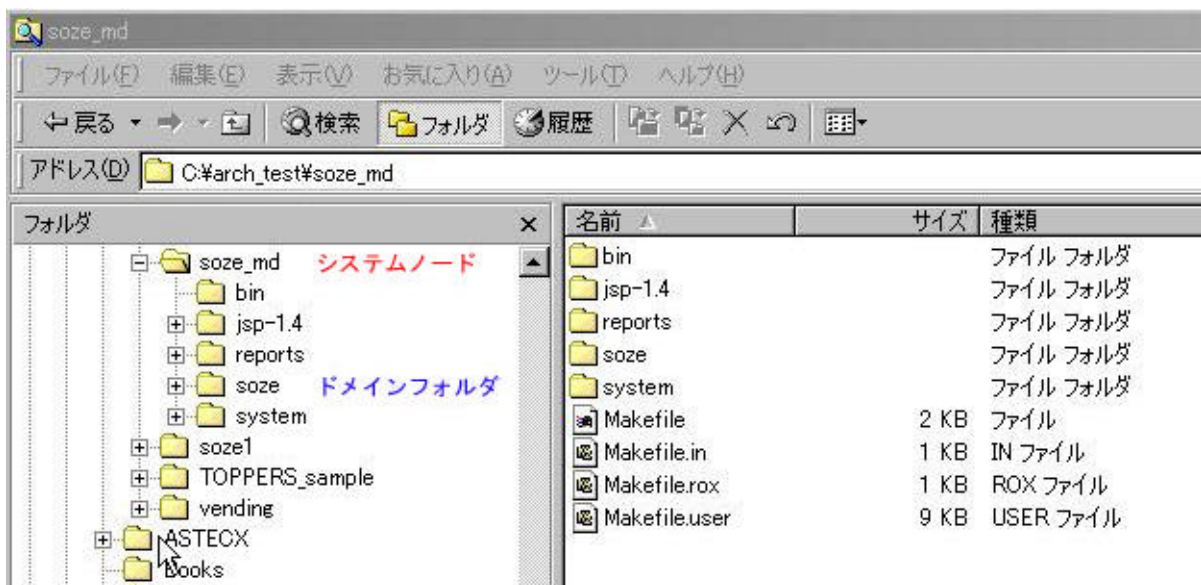 soze_md
ファイル(F) 編集(E) 表示(V) お気に入り(A) ツール(T) ヘルプ(H)
戻る 検索 フォルダ 履歴
アドレス(D) C:¥arch_test¥soze_md
フォルダ × 名前 サイズ 種類
soze_md システムノード
bin
jsp-1.4
reports
soze ドメインフォルダ
system
soze1
TOPPERS_sample
vending
ASTECX
Books
bin ファイル フォルダ
jsp-1.4 ファイル フォルダ
reports ファイル フォルダ
soze ファイル フォルダ
system ファイル フォルダ
Makefile 2 KB ファイル
Makefile.in 1 KB IN ファイル
Makefile.rox 1 KB ROX ファイル
Makefile.user 9 KB USER ファイル